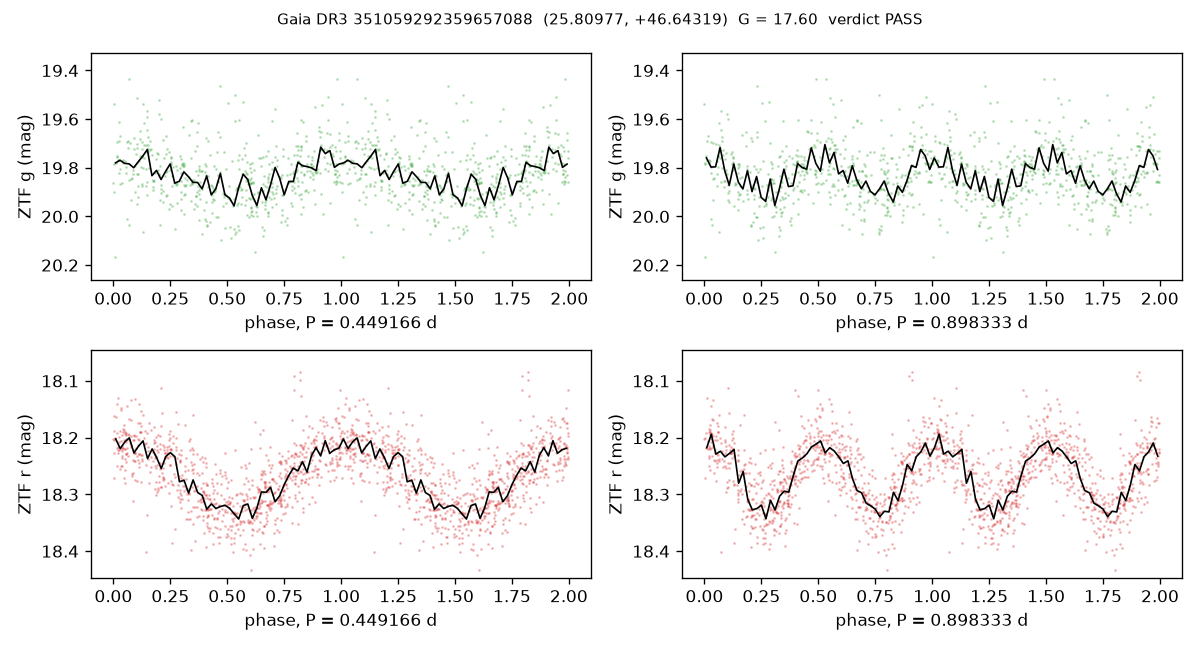 Gaia DR3 351059292359657088 (25.80977, +46.64319) G = 17.60 verdict PASS
19.4
19.6
19.8
20.0
20.2
ZTF g (mag)
0.00 0.25 0.50 0.75 1.00 1.25 1.50 1.75 2.00
phase, P = 0.449166 d
19.4
19.6
19.8
20.0
20.2
ZTF g (mag)
0.00 0.25 0.50 0.75 1.00 1.25 1.50 1.75 2.00
phase, P = 0.898333 d
18.1
18.2
18.3
18.4
ZTF r (mag)
0.00 0.25 0.50 0.75 1.00 1.25 1.50 1.75 2.00
phase, P = 0.449166 d
18.1
18.2
18.3
18.4
ZTF r (mag)
0.00 0.25 0.50 0.75 1.00 1.25 1.50 1.75 2.00
phase, P = 0.898333 d